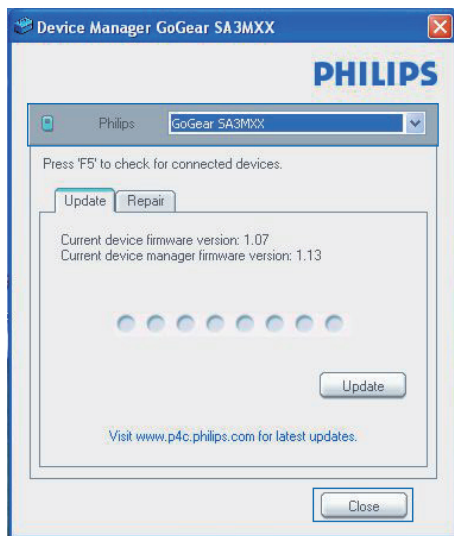 Device Manager GoGear SA3MXX
PHILIPS
Philips GoGear SA3MXX
Press 'F5' to check for connected devices.
Update Repair
Current device firmware version: 1.07
Current device manager firmware version: 1.13
Update
Visit www.p4c.philips.com for latest updates.
Close